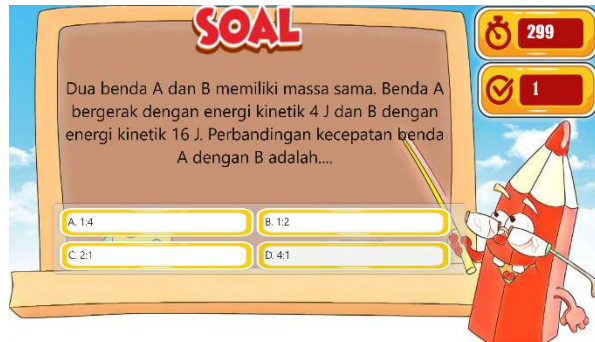 SOAL
299
1
Dua benda A dan B memiliki massa sama. Benda A
bergerak dengan energi kinetik 4 J dan B dengan
energi kinetik 16 J. Perbandingan kecepatan benda
A dengan B adalah....
A. 1:4
B. 1:2
C. 2:1
D. 4:1